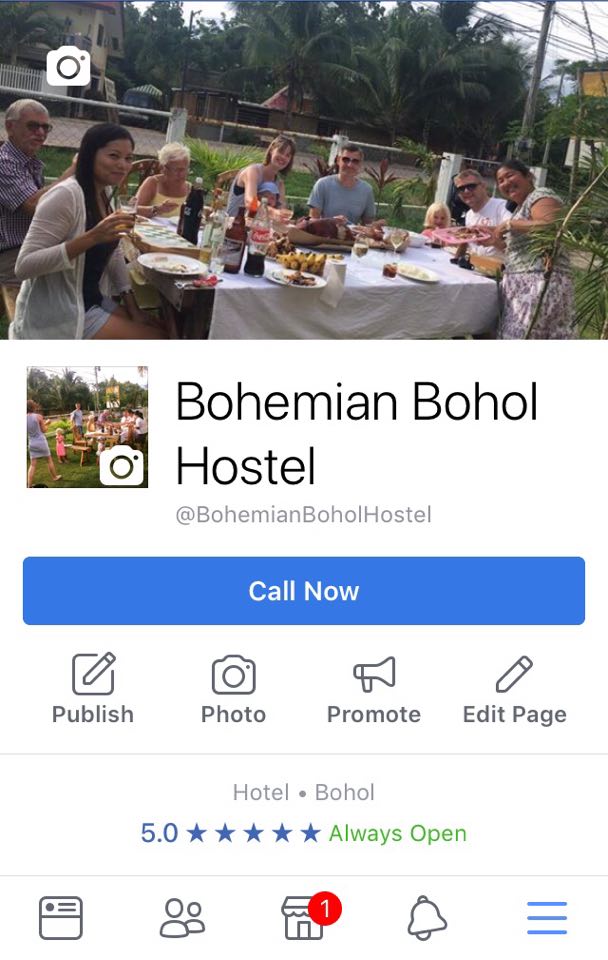 Bohemian Bohol
Hostel
@BohemianBoholHostel
Call Now
Publish Photo Promote Edit Page
Hotel • Bohol
5.0 ★★★★★ Always Open
1